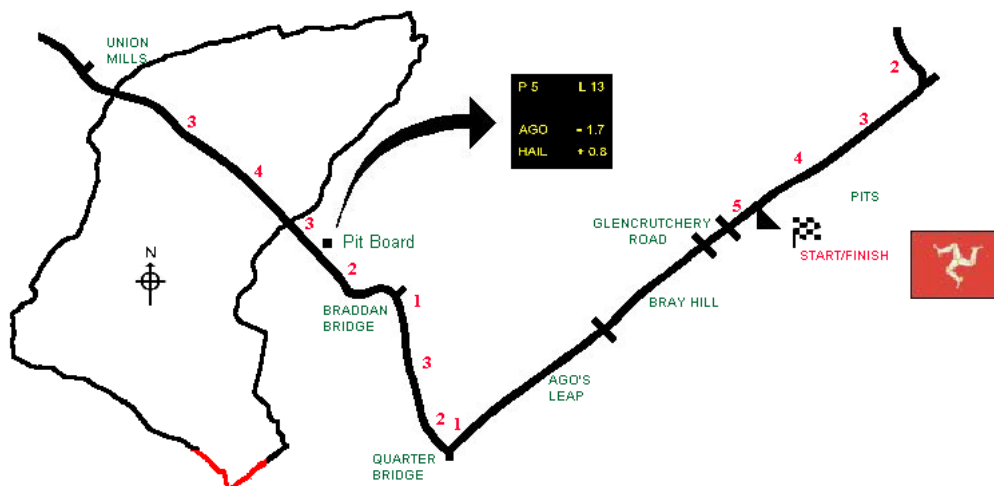 UNION
MILLS
3
4
3
Pit Board
2
BRADDAN
BRIDGE
1
3
2
1
QUARTER
BRIDGE
N
P 5 L 13
AGO - 1.7
HAIL + 0.8
AGO'S
LEAP
BRAY HILL
GLENCRUTCHERY
ROAD
5
START/FINISH
PITS
4
3
2